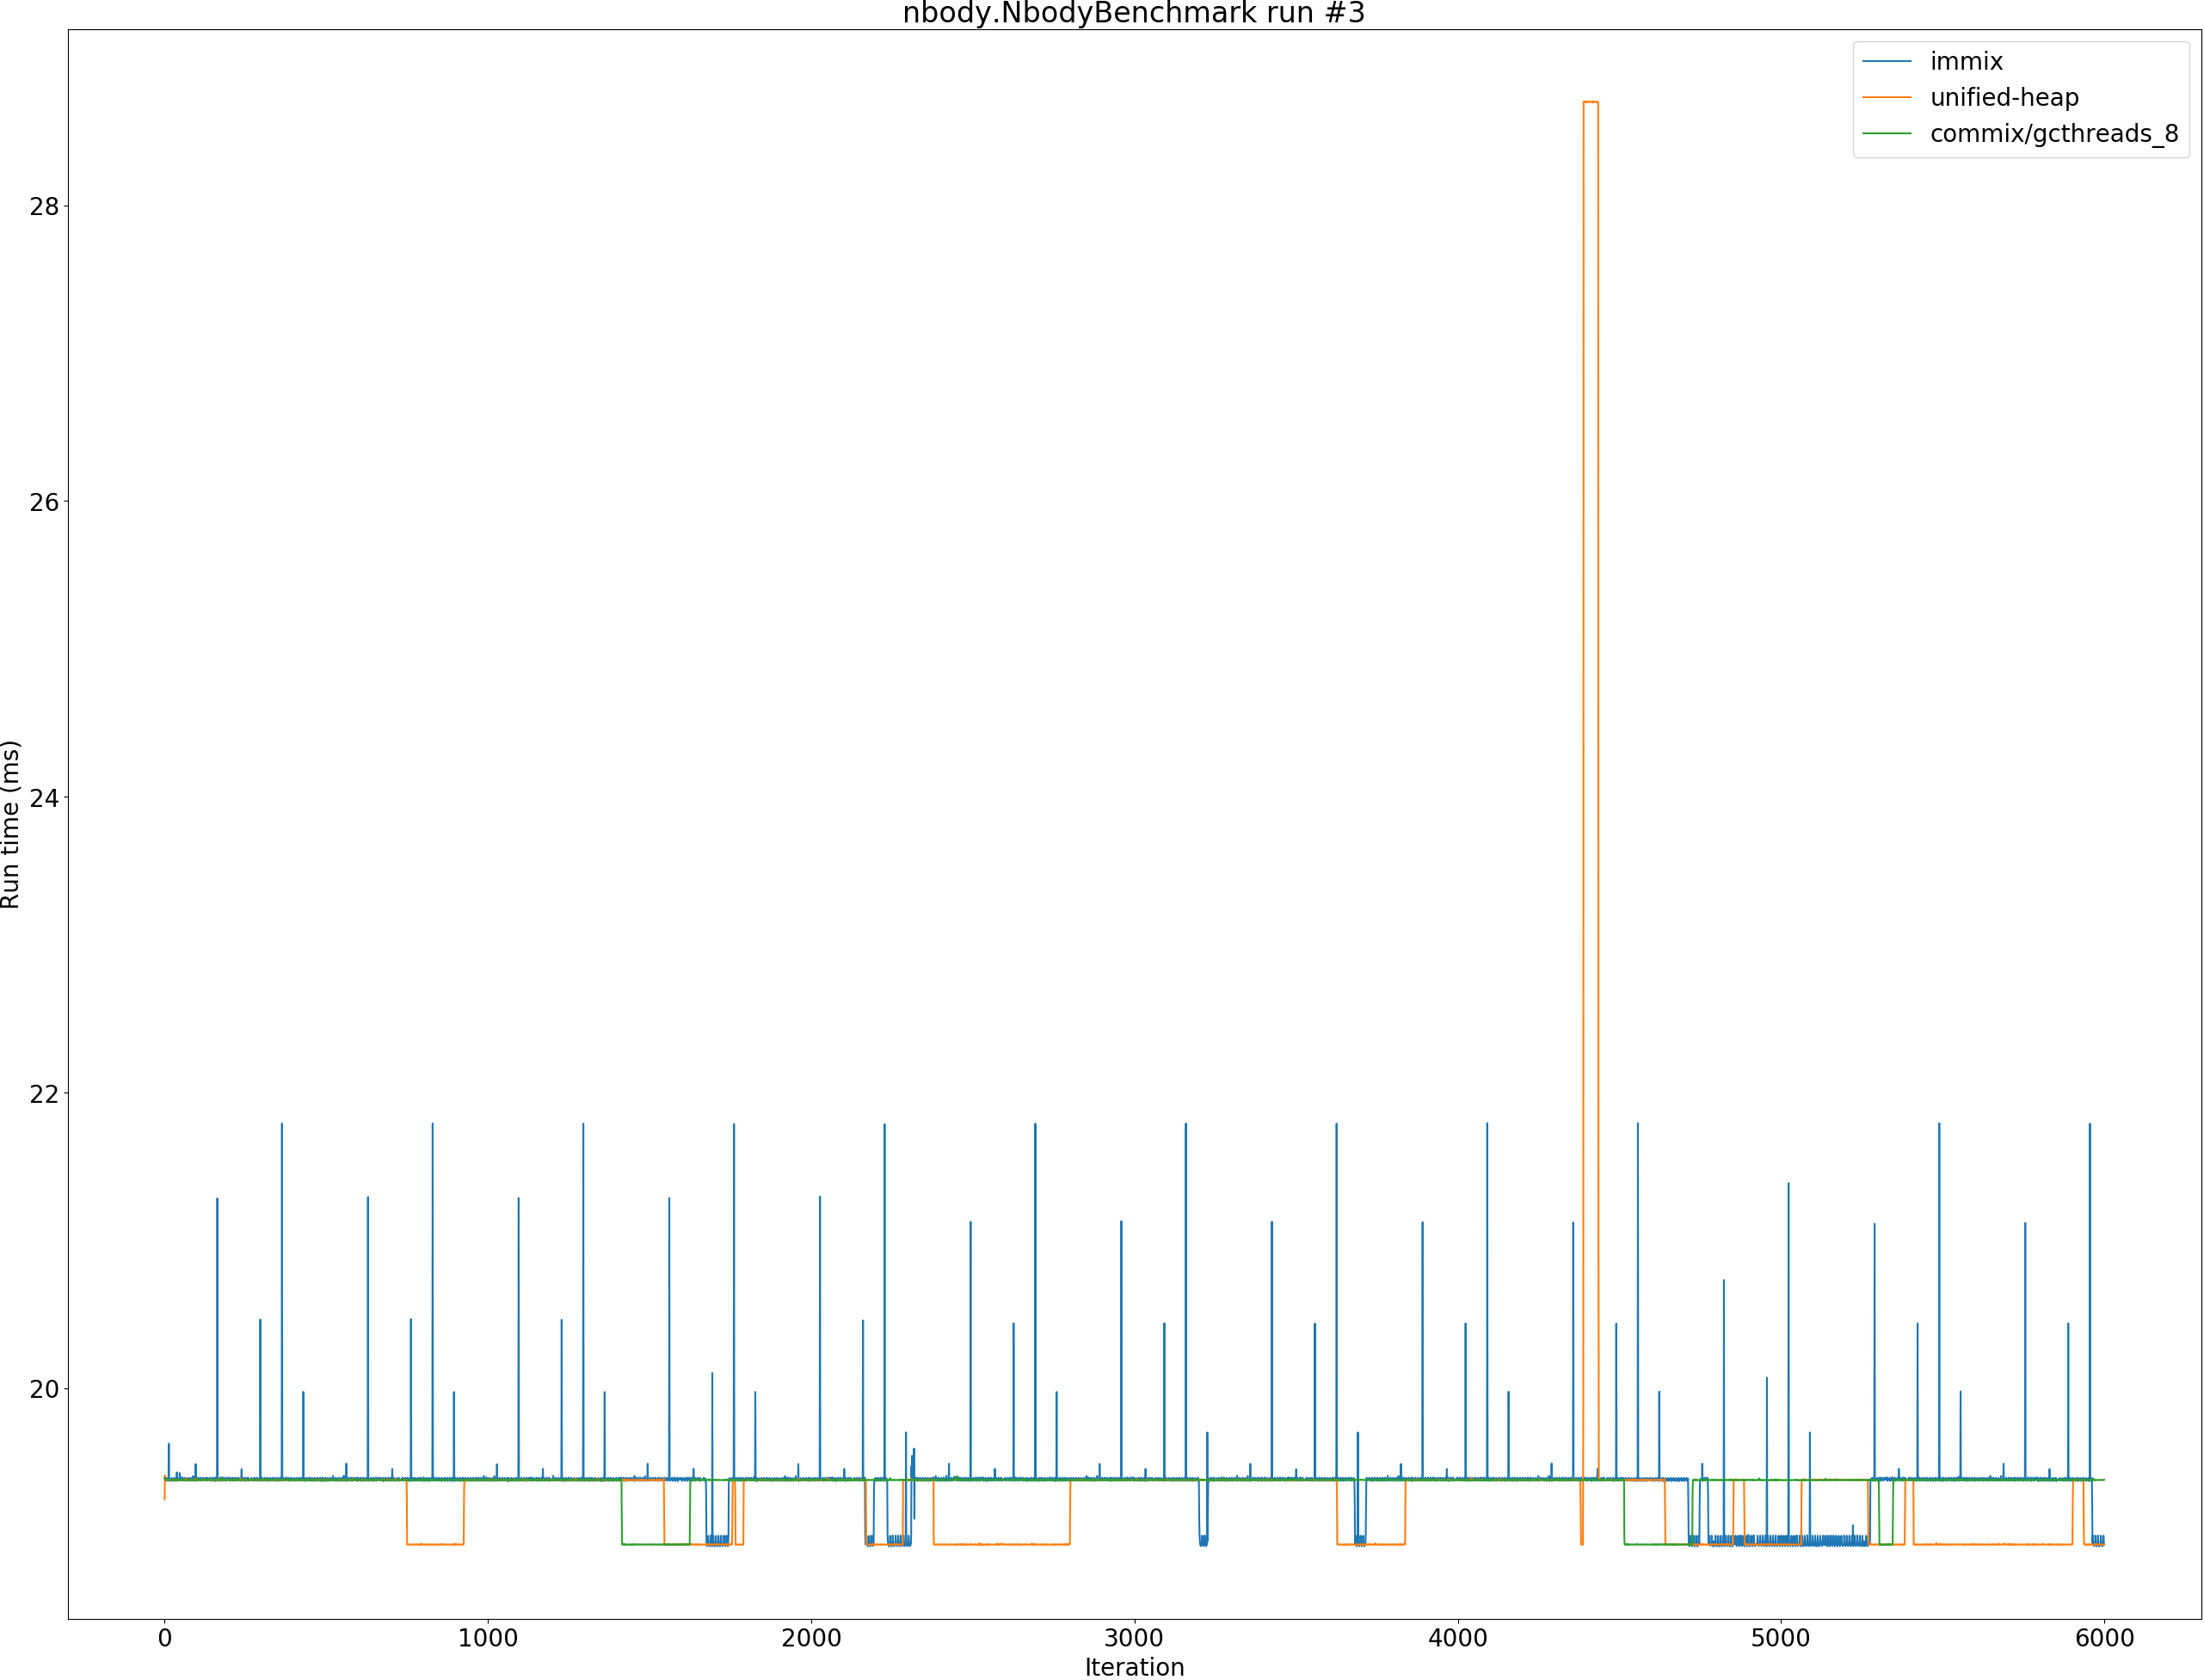 nbody.NbodyBenchmark run #3
immix
unified-heap
commix/gcthreads_8
28
26
24
22
20
Run time (ms)
0 1000 2000 3000 4000 5000 6000
Iteration